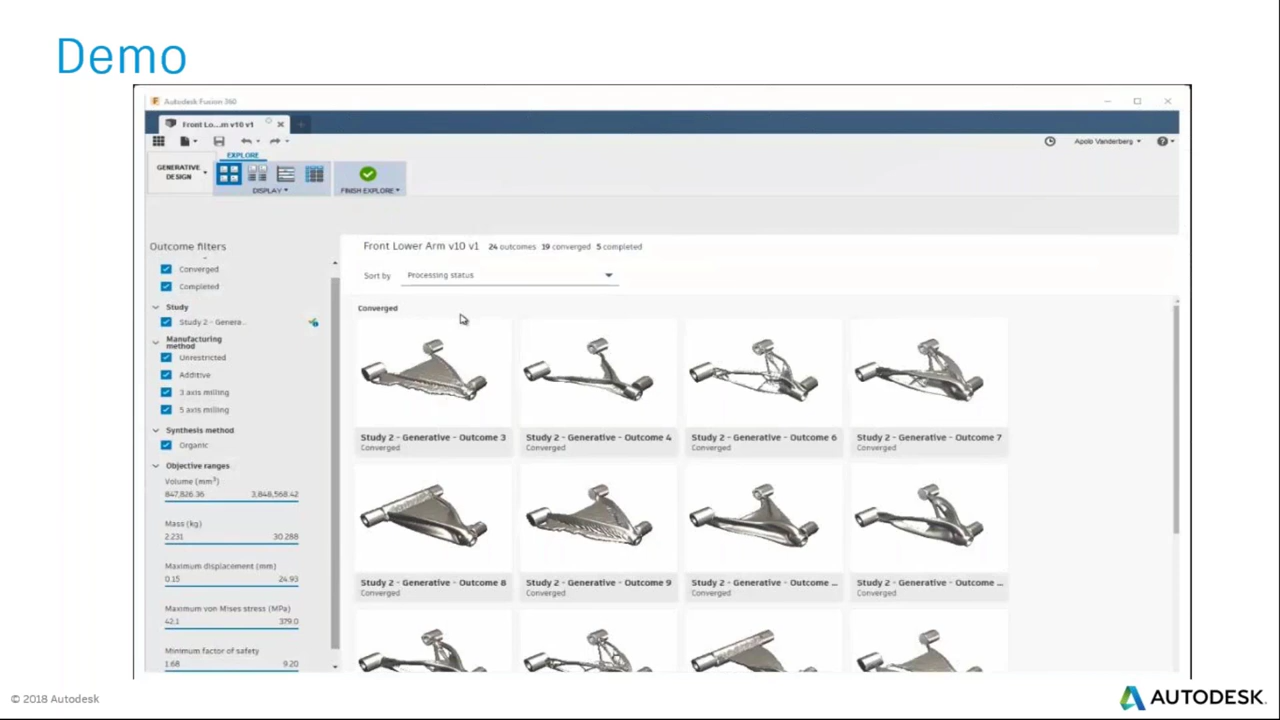 Demo
Autodesk Fusion 360
Front Lo...m v10 v1
Apolo Vanderberg
EXPLORE
GENERATIVE
DESIGN
DISPLAY
FINISH EXPLORE
Outcome filters
Converged
Completed
Study
Study 2 - Genera...
Manufacturing
method
Unrestricted
Additive
3 axis milling
5 axis milling
Synthesis method
Organic
Objective ranges
Volume (mm³)
847,826.36 3,848,568.42
Mass (kg)
2.231 30.288
Maximum displacement (mm)
0.15 24.93
Maximum von Mises stress (MPa)
42.1 379.0
Minimum factor of safety
1.68 9.20
Front Lower Arm v10 v1 24 outcomes 19 converged 5 completed
Sort by Processing status
Converged
Study 2 - Generative - Outcome 3
Converged
Study 2 - Generative - Outcome 4
Converged
Study 2 - Generative - Outcome 6
Converged
Study 2 - Generative - Outcome 7
Converged
Study 2 - Generative - Outcome 8
Converged
Study 2 - Generative - Outcome 9
Converged
Study 2 - Generative - Outcome ...
Converged
Study 2 - Generative - Outcome ...
Converged
© 2018 Autodesk
AUTODESK.